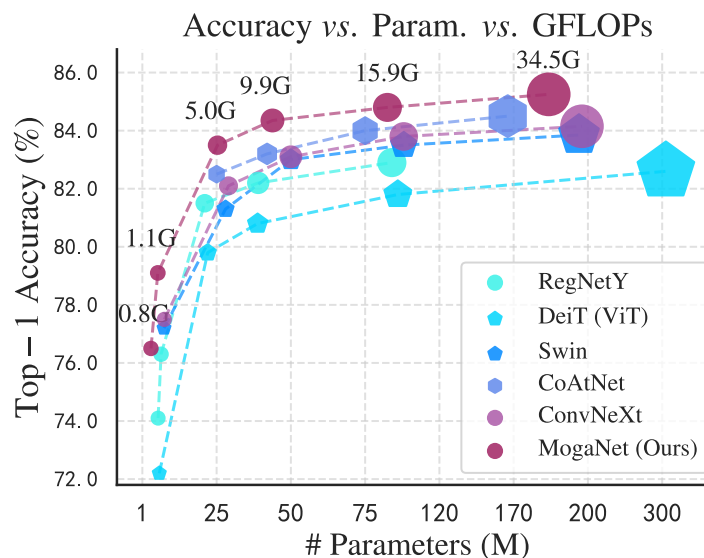 Accuracy vs. Param. vs. GFLOPs
Top-1 Accuracy (%)
86.0
84.0
82.0
80.0
78.0
76.0
74.0
72.0
0.8G
1.1G
5.0G
9.9G
15.9G
34.5G
RegNetY
DeiT (ViT)
Swin
CoAtNet
ConvNeXt
MogaNet (Ours)
1 25 50 75 120 170 200 300
# Parameters (M)